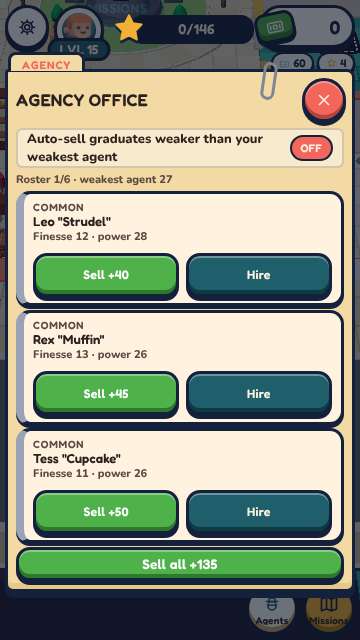 MISSIONS
LVL 15
0/146
0
60
4
AGENCY
AGENCY OFFICE
Auto-sell graduates weaker than your
weakest agent
OFF
Roster 1/6 · weakest agent 27
COMMON
Leo "Strudel"
Finesse 12 · power 28
Sell +40
Hire
COMMON
Rex "Muffin"
Finesse 13 · power 26
Sell +45
Hire
COMMON
Tess "Cupcake"
Finesse 11 · power 26
Sell +50
Hire
Sell all +135
Agents
Missions